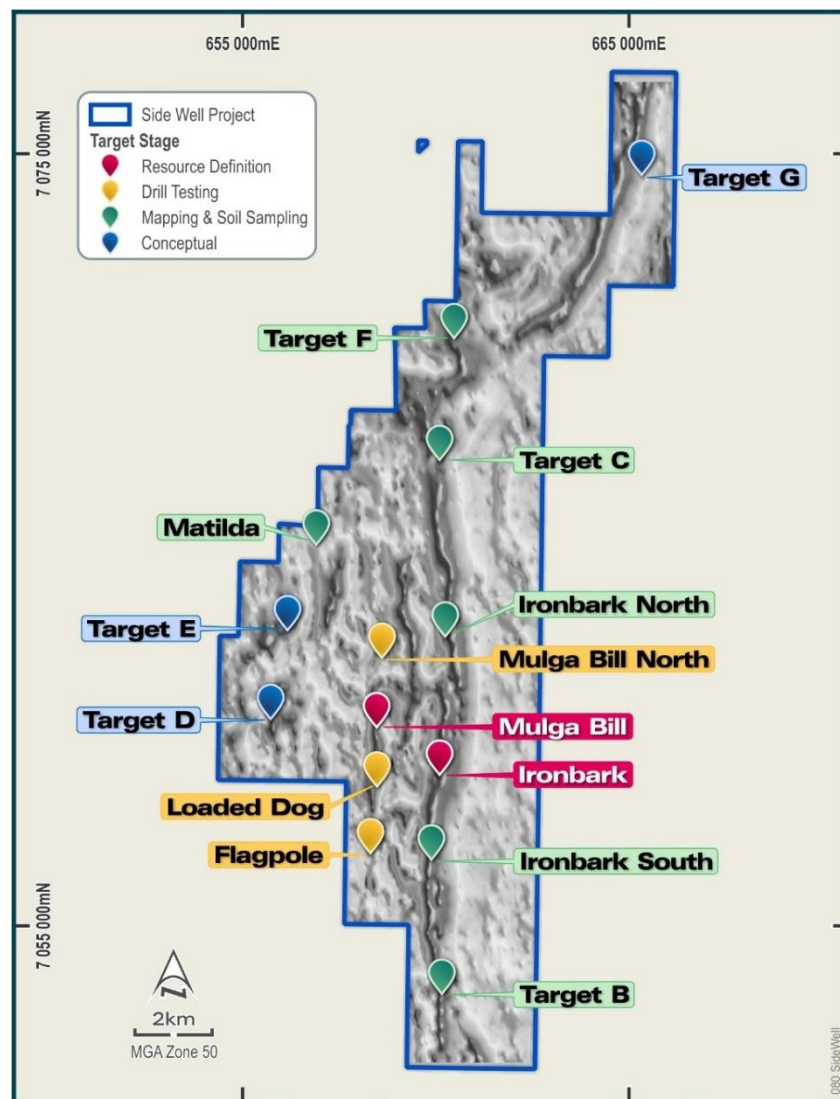 655 000mE
665 000mE
7 075 000mN
7 055 000mN
Side Well Project
Target Stage
Resource Definition
Drill Testing
Mapping & Soil Sampling
Conceptual
Target G
Target F
Target C
Matilda
Ironbark North
Target E
Mulga Bill North
Target D
Mulga Bill
Ironbark
Loaded Dog
Flagpole
Ironbark South
Target B
N
2km
MGA Zone 50
080 SideWell